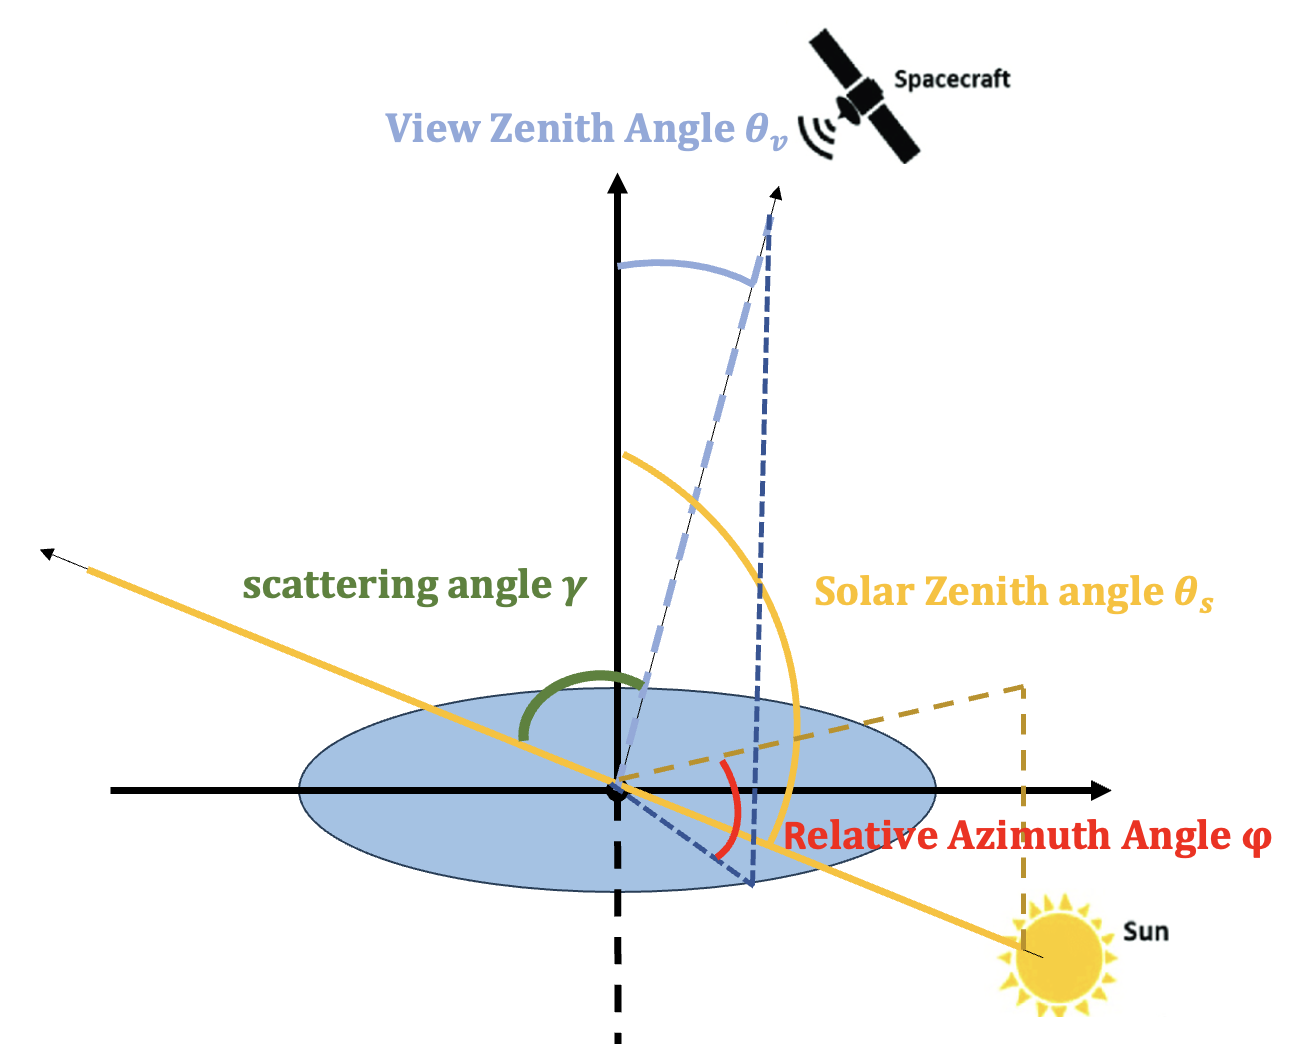 Spacecraft
View Zenith Angle θᵥ
scattering angle γ
Solar Zenith angle θₛ
Relative Azimuth Angle φ
Sun